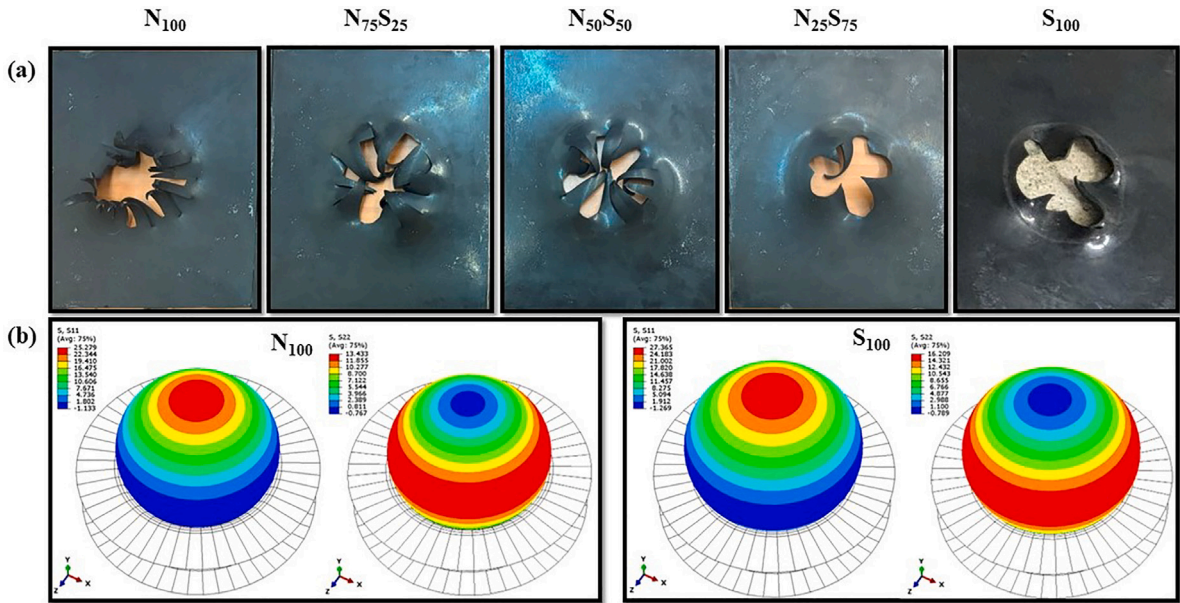 N₁₀₀ N₇₅S₂₅ N₅₀S₅₀ N₂₅S₇₅ S₁₀₀
(a)
(b)
N₁₀₀
S, S11
(Avg: 75%)
25.279
22.344
19.410
16.475
13.540
10.606
7.671
4.736
1.802
-1.133
Y
X
Z
S, S22
(Avg: 75%)
13.433
11.855
10.277
8.700
7.122
5.544
3.966
2.389
0.811
-0.767
Y
X
Z
S₁₀₀
S, S11
(Avg: 75%)
27.365
24.183
21.002
17.820
14.638
11.457
8.275
5.094
1.912
-1.269
Y
X
Z
S, S22
(Avg: 75%)
16.209
14.321
12.432
10.543
8.655
6.766
4.877
2.988
1.100
-0.789
Y
X
Z